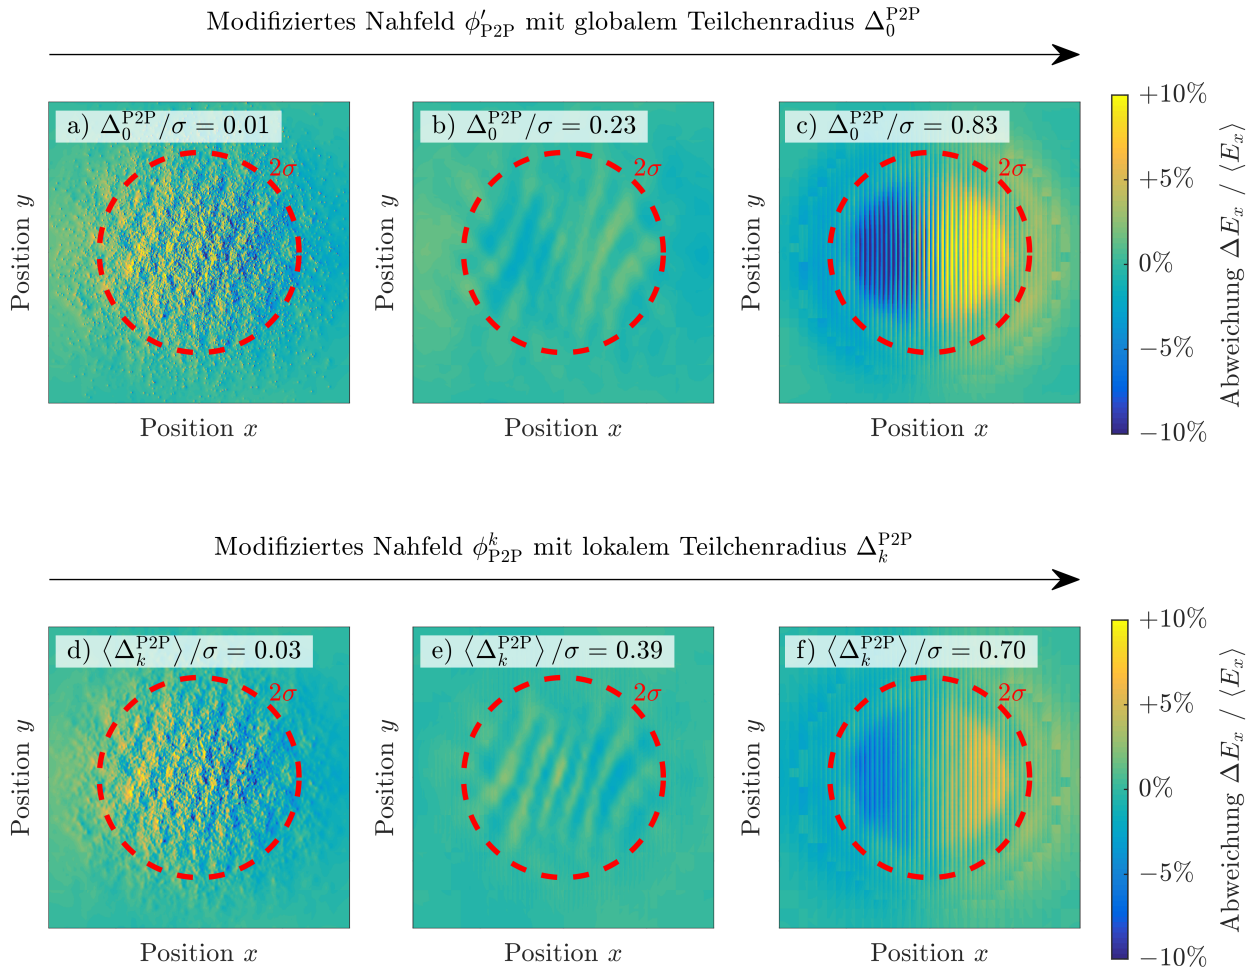 Modifiziertes Nahfeld ϕ′_P2P mit globalem Teilchenradius Δ_0^P2P
a) Δ_0^P2P/σ = 0.01
b) Δ_0^P2P/σ = 0.23
c) Δ_0^P2P/σ = 0.83
2σ
2σ
2σ
Position y
Position y
Position y
Position x
Position x
Position x
+10%
+5%
0%
−5%
−10%
Abweichung ΔE_x / ⟨E_x⟩
Modifiziertes Nahfeld ϕ^k_P2P mit lokalem Teilchenradius Δ_k^P2P
d) ⟨Δ_k^P2P⟩/σ = 0.03
e) ⟨Δ_k^P2P⟩/σ = 0.39
f) ⟨Δ_k^P2P⟩/σ = 0.70
2σ
2σ
2σ
Position y
Position y
Position y
Position x
Position x
Position x
+10%
+5%
0%
−5%
−10%
Abweichung ΔE_x / ⟨E_x⟩